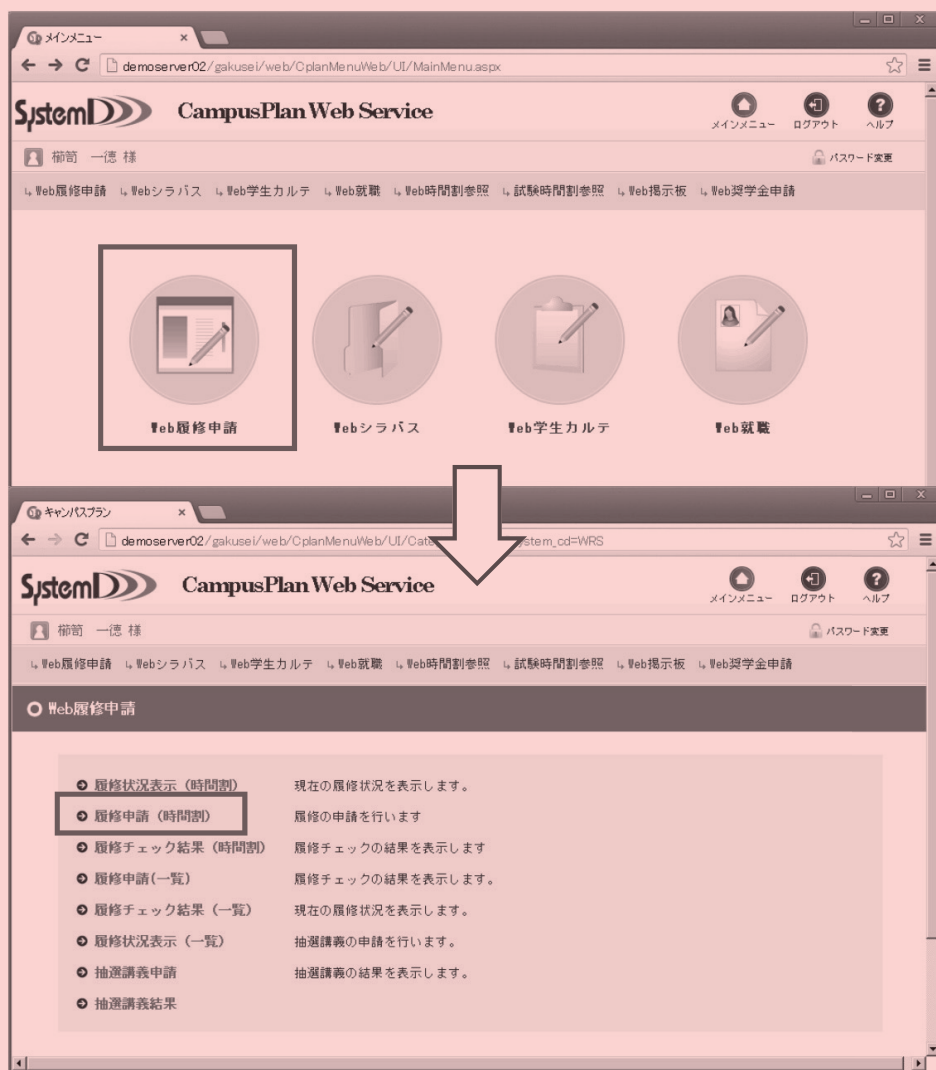 メインメニュー
demoserver02/gakusei/web/CplanMenuWeb/UI/MainMenu.aspx
SystemD CampusPlan Web Service
メインメニュー ログアウト ヘルプ
櫛笥 一徳 様 パスワード変更
Web履修申請 Webシラバス Web学生カルテ Web就職 Web時間割参照 試験時間割参照 Web掲示板 Web奨学金申請
Web履修申請 Webシラバス Web学生カルテ Web就職
キャンパスプラン
demoserver02/gakusei/web/CplanMenuWeb/UI/Cate stem_cd=WRS
SystemD CampusPlan Web Service
メインメニュー ログアウト ヘルプ
櫛笥 一徳 様 パスワード変更
Web履修申請 Webシラバス Web学生カルテ Web就職 Web時間割参照 試験時間割参照 Web掲示板 Web奨学金申請
Web履修申請
履修状況表示（時間割） 現在の履修状況を表示します。
履修申請（時間割） 履修の申請を行います
履修チェック結果（時間割） 履修チェックの結果を表示します
履修申請(一覧) 履修チェックの結果を表示します。
履修チェック結果（一覧） 現在の履修状況を表示します。
履修状況表示（一覧） 抽選講義の申請を行います。
抽選講義申請 抽選講義の結果を表示します。
抽選講義結果